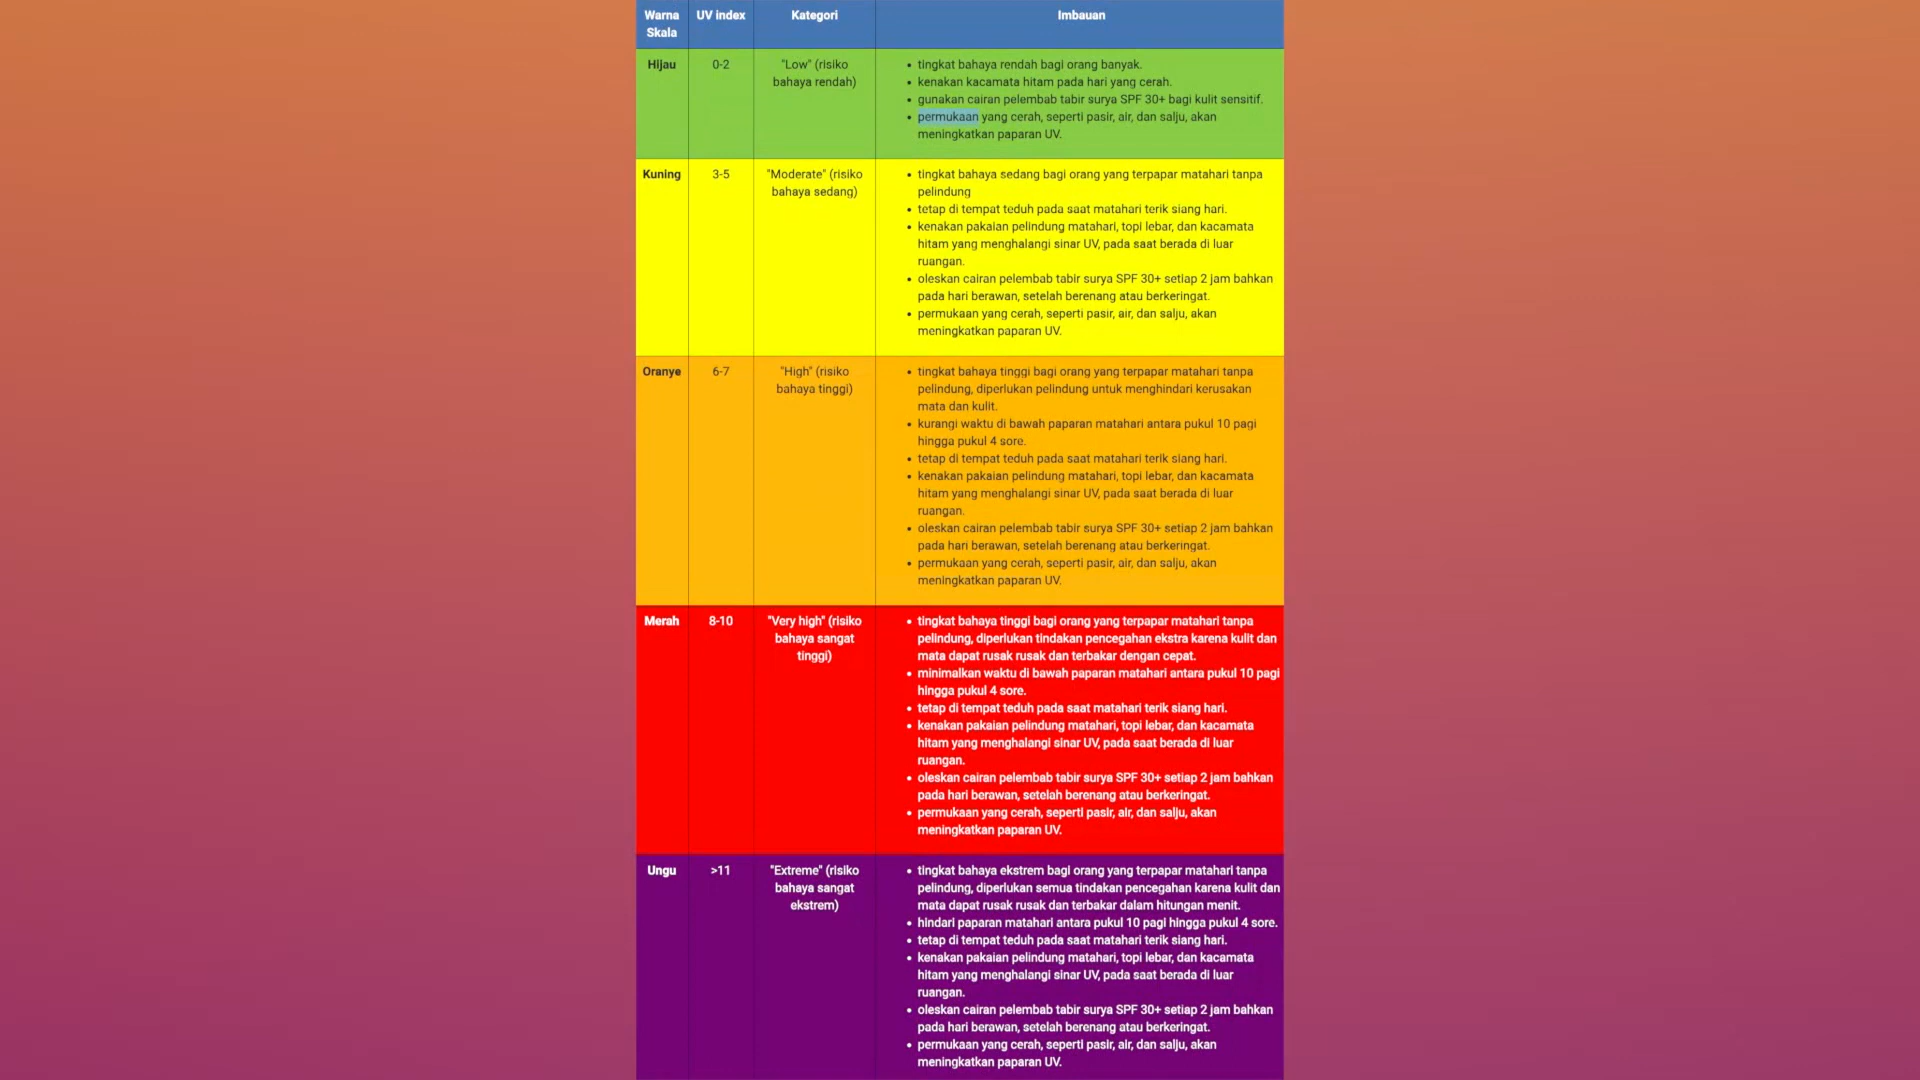 Warna Skala UV index Kategori Imbauan
Hijau 0-2 "Low" (risiko bahaya rendah)
• tingkat bahaya rendah bagi orang banyak.
• kenakan kacamata hitam pada hari yang cerah.
• gunakan cairan pelembab tabir surya SPF 30+ bagi kulit sensitif.
• permukaan yang cerah, seperti pasir, air, dan salju, akan
meningkatkan paparan UV.
Kuning 3-5 "Moderate" (risiko bahaya sedang)
• tingkat bahaya sedang bagi orang yang terpapar matahari tanpa
pelindung
• tetap di tempat teduh pada saat matahari terik siang hari.
• kenakan pakaian pelindung matahari, topi lebar, dan kacamata
hitam yang menghalangi sinar UV, pada saat berada di luar
ruangan.
• oleskan cairan pelembab tabir surya SPF 30+ setiap 2 jam bahkan
pada hari berawan, setelah berenang atau berkeringat.
• permukaan yang cerah, seperti pasir, air, dan salju, akan
meningkatkan paparan UV.
Oranye 6-7 "High" (risiko bahaya tinggi)
• tingkat bahaya tinggi bagi orang yang terpapar matahari tanpa
pelindung, diperlukan pelindung untuk menghindari kerusakan
mata dan kulit.
• kurangi waktu di bawah paparan matahari antara pukul 10 pagi
hingga pukul 4 sore.
• tetap di tempat teduh pada saat matahari terik siang hari.
• kenakan pakaian pelindung matahari, topi lebar, dan kacamata
hitam yang menghalangi sinar UV, pada saat berada di luar
ruangan.
• oleskan cairan pelembab tabir surya SPF 30+ setiap 2 jam bahkan
pada hari berawan, setelah berenang atau berkeringat.
• permukaan yang cerah, seperti pasir, air, dan salju, akan
meningkatkan paparan UV.
Merah 8-10 "Very high" (risiko bahaya sangat tinggi)
• tingkat bahaya tinggi bagi orang yang terpapar matahari tanpa
pelindung, diperlukan tindakan pencegahan ekstra karena kulit dan
mata dapat rusak rusak dan terbakar dengan cepat.
• minimalkan waktu di bawah paparan matahari antara pukul 10 pagi
hingga pukul 4 sore.
• tetap di tempat teduh pada saat matahari terik siang hari.
• kenakan pakaian pelindung matahari, topi lebar, dan kacamata
hitam yang menghalangi sinar UV, pada saat berada di luar
ruangan.
• oleskan cairan pelembab tabir surya SPF 30+ setiap 2 jam bahkan
pada hari berawan, setelah berenang atau berkeringat.
• permukaan yang cerah, seperti pasir, air, dan salju, akan
meningkatkan paparan UV.
Ungu >11 "Extreme" (risiko bahaya sangat ekstrem)
• tingkat bahaya ekstrem bagi orang yang terpapar matahari tanpa
pelindung, diperlukan semua tindakan pencegahan karena kulit dan
mata dapat rusak rusak dan terbakar dalam hitungan menit.
• hindari paparan matahari antara pukul 10 pagi hingga pukul 4 sore.
• tetap di tempat teduh pada saat matahari terik siang hari.
• kenakan pakaian pelindung matahari, topi lebar, dan kacamata
hitam yang menghalangi sinar UV, pada saat berada di luar
ruangan.
• oleskan cairan pelembab tabir surya SPF 30+ setiap 2 jam bahkan
pada hari berawan, setelah berenang atau berkeringat.
• permukaan yang cerah, seperti pasir, air, dan salju, akan
meningkatkan paparan UV.